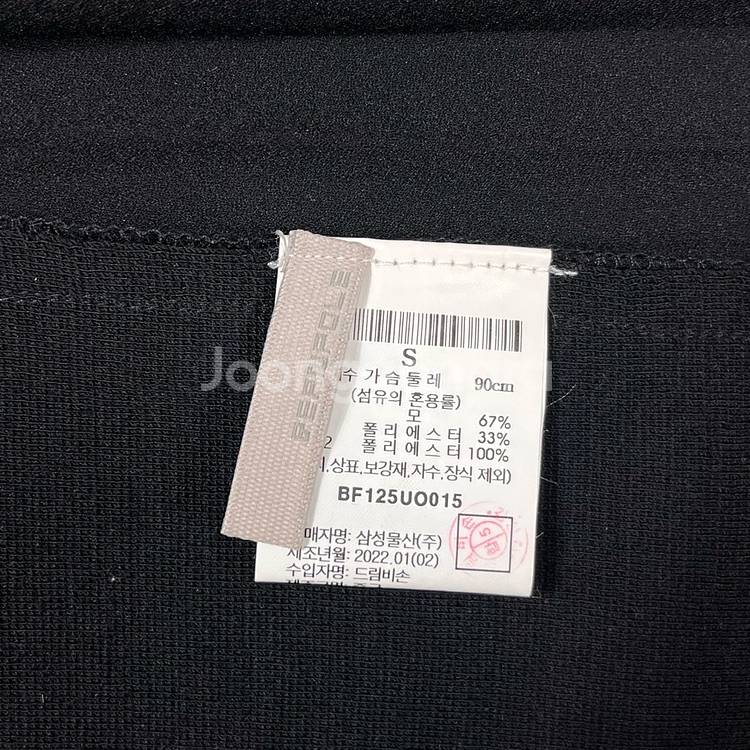 S
수 가슴둘레 90cm
(섬유의 혼용률)
모 67%
폴리에스터 33%
2 폴리에스터 100%
,상표,보강재,자수,장식 제외)
BF125UO015
매자명: 삼성물산(주)
제조년월: 2022.01(02)
수입자명: 드림비손